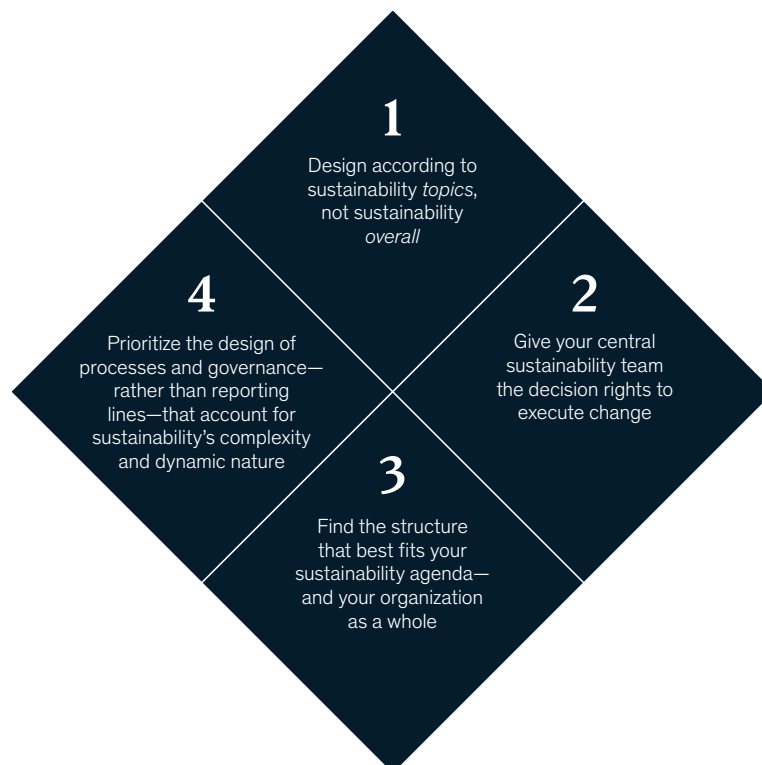 1
Design according to
sustainability topics,
not sustainability
overall
2
Give your central
sustainability team
the decision rights to
execute change
3
Find the structure
that best fits your
sustainability agenda—
and your organization
as a whole
4
Prioritize the design of
processes and governance—
rather than reporting
lines—that account for
sustainability’s complexity
and dynamic nature